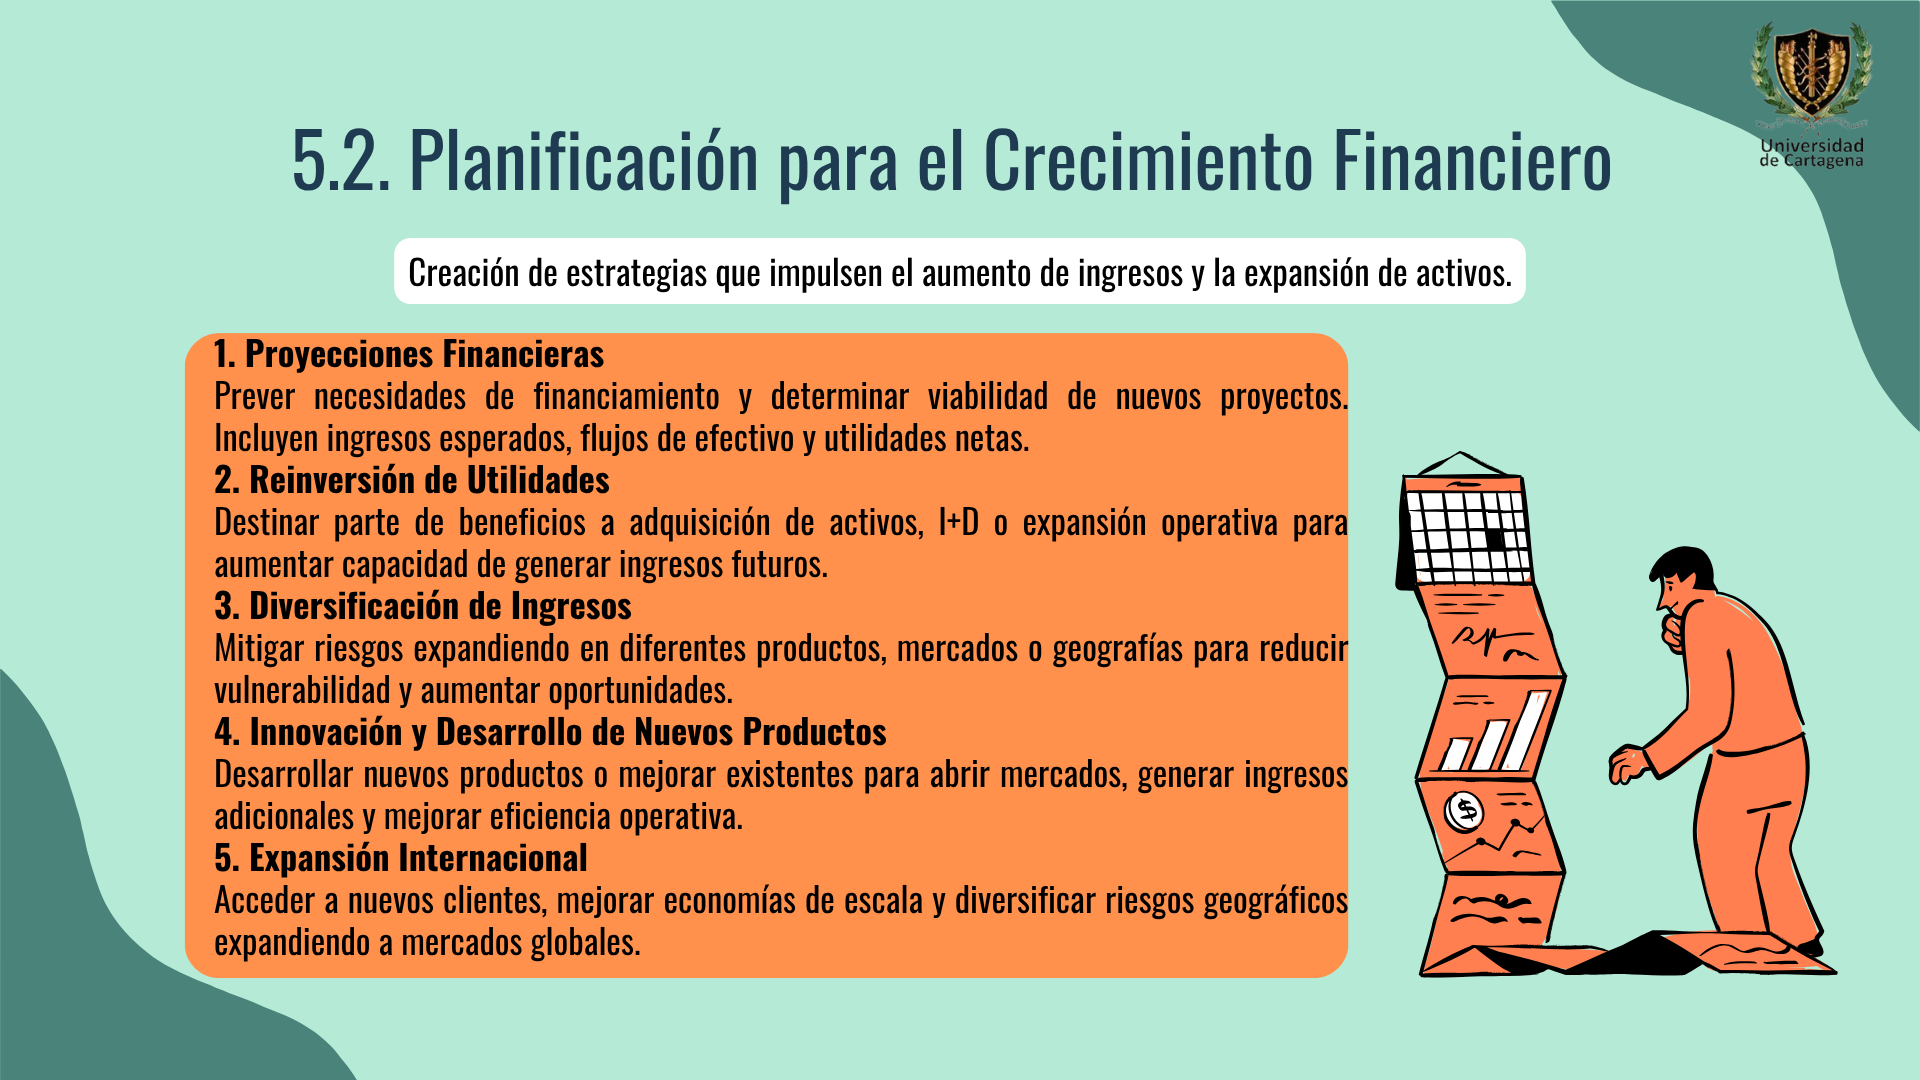 Universidad
de Cartagena
5.2. Planificación para el Crecimiento Financiero
Creación de estrategias que impulsen el aumento de ingresos y la expansión de activos.
1. Proyecciones Financieras
Prever necesidades de financiamiento y determinar viabilidad de nuevos proyectos.
Incluyen ingresos esperados, flujos de efectivo y utilidades netas.
2. Reinversión de Utilidades
Destinar parte de beneficios a adquisición de activos, I+D o expansión operativa para
aumentar capacidad de generar ingresos futuros.
3. Diversificación de Ingresos
Mitigar riesgos expandiendo en diferentes productos, mercados o geografías para reducir
vulnerabilidad y aumentar oportunidades.
4. Innovación y Desarrollo de Nuevos Productos
Desarrollar nuevos productos o mejorar existentes para abrir mercados, generar ingresos
adicionales y mejorar eficiencia operativa.
5. Expansión Internacional
Acceder a nuevos clientes, mejorar economías de escala y diversificar riesgos geográficos
expandiendo a mercados globales.
$